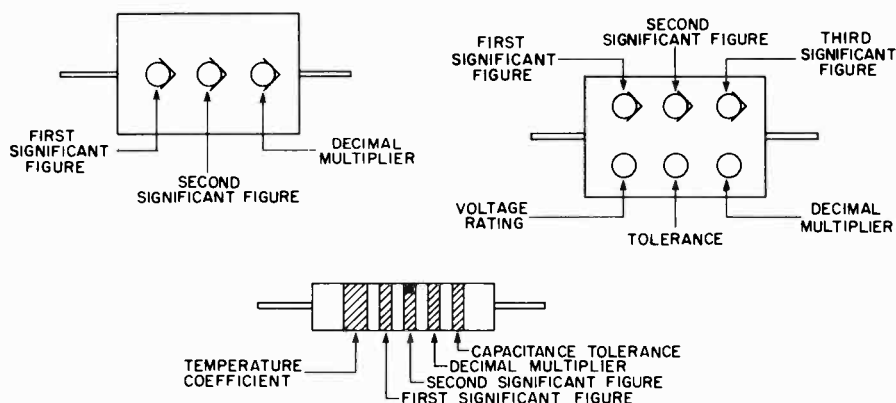 FIRST
SIGNIFICANT
FIGURE
SECOND
SIGNIFICANT FIGURE
DECIMAL
MULTIPLIER
FIRST
SIGNIFICANT
FIGURE
SECOND
SIGNIFICANT
FIGURE
THIRD
SIGNIFICANT
FIGURE
VOLTAGE
RATING
TOLERANCE
DECIMAL
MULTIPLIER
TEMPERATURE
COEFFICIENT
CAPACITANCE TOLERANCE
DECIMAL MULTIPLIER
SECOND SIGNIFICANT FIGURE
FIRST SIGNIFICANT FIGURE